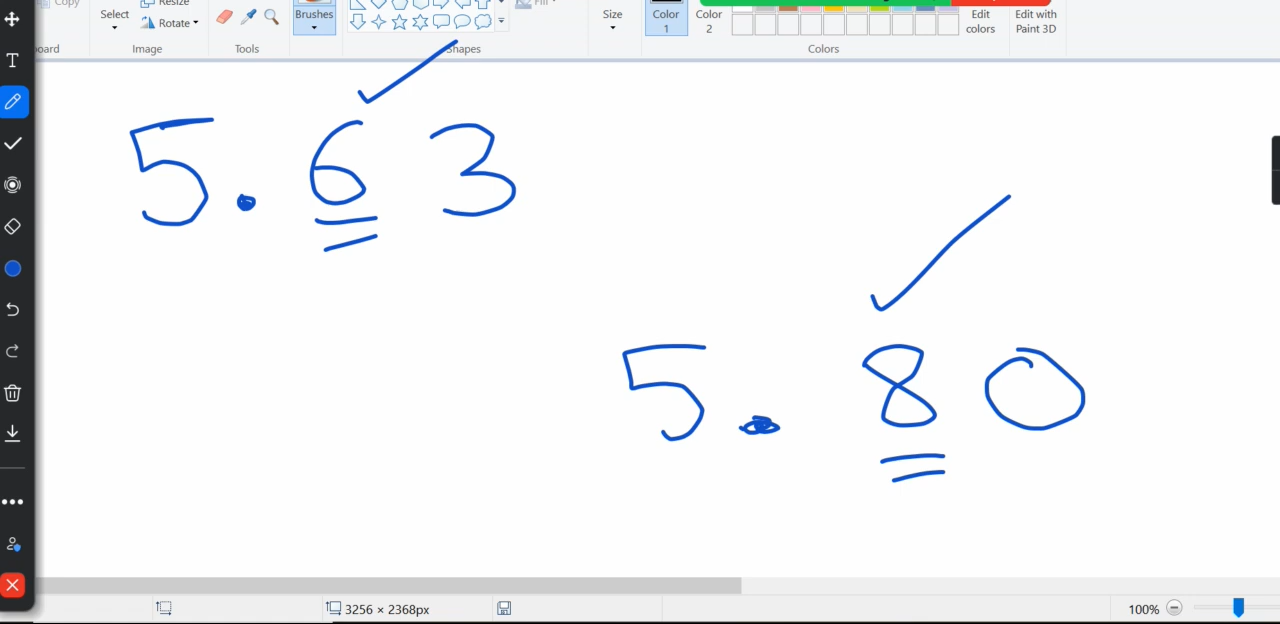 Copy
Resize
Select
Rotate
Brushes
Fill
Size
Color 1
Color 2
Edit colors
Edit with Paint 3D
Image
Tools
Shapes
Colors
T
5.63
5.80
3256 × 2368px
100%